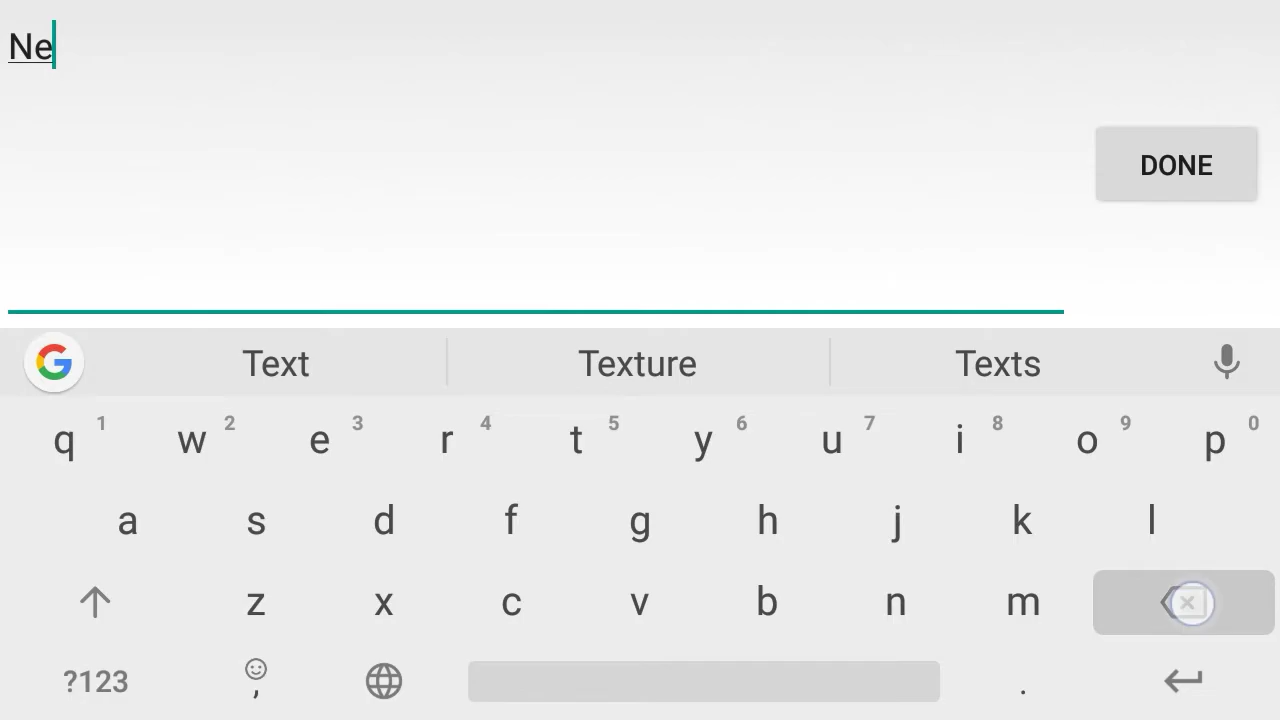 Ne
DONE
Text Texture Texts
q 1 w 2 e 3 r 4 t 5 y 6 u 7 i 8 o 9 p 0
a s d f g h j k l
z x c v b n m
?123 , .